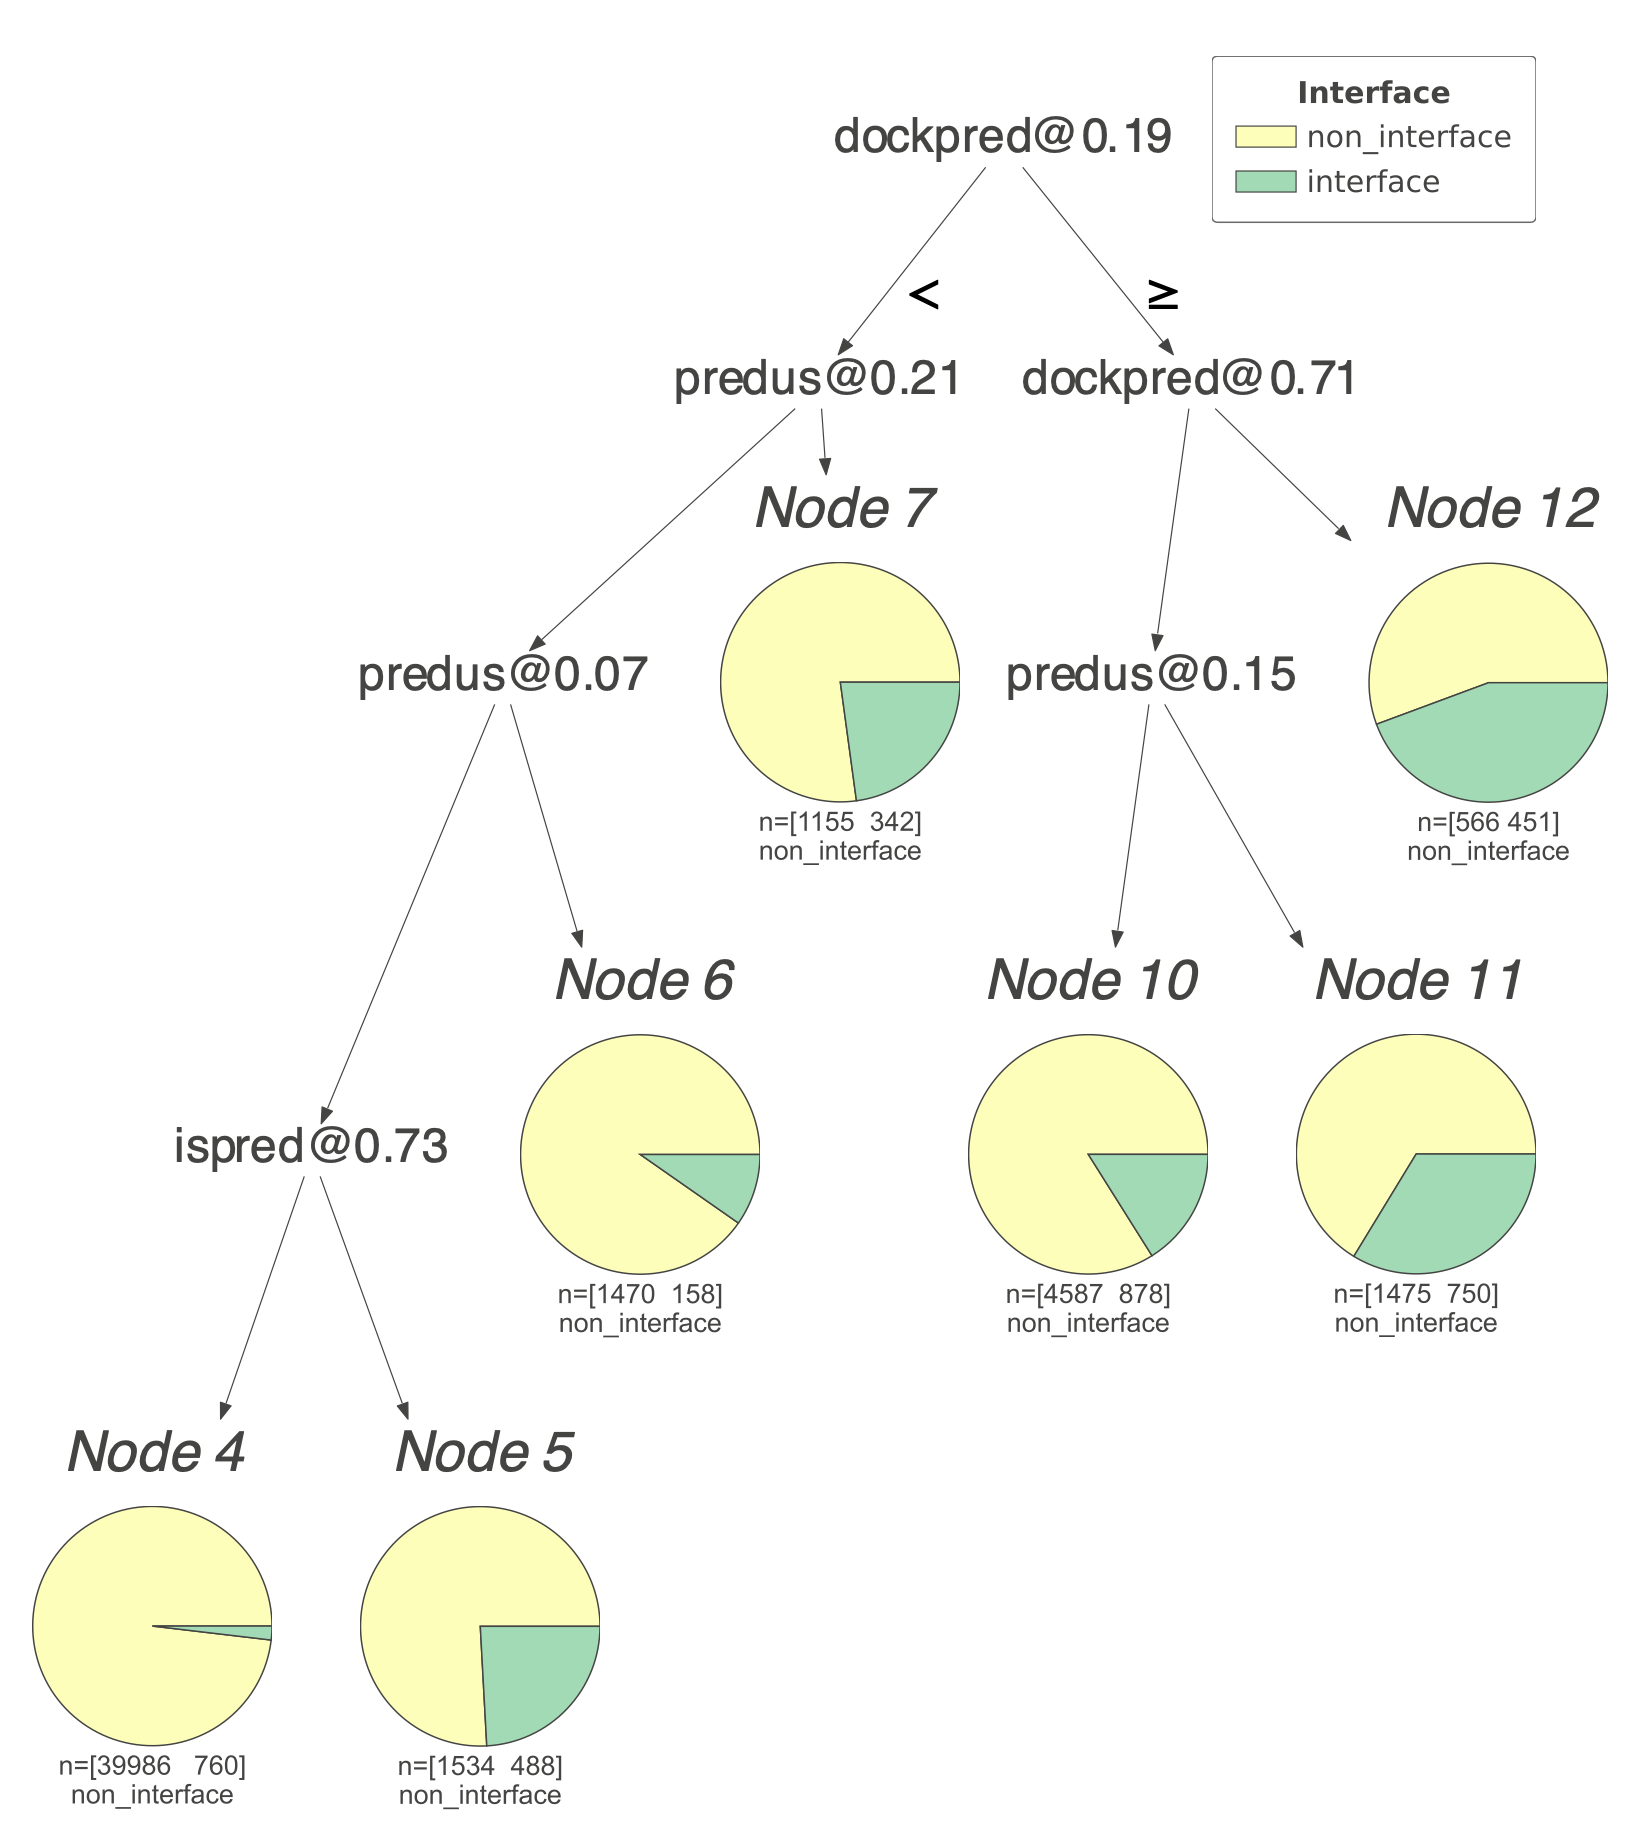 Interface
non_interface
interface
dockpred@0.19
<
≥
predus@0.21
dockpred@0.71
Node 7
n=[1155 342]
non_interface
Node 12
n=[566 451]
non_interface
predus@0.07
predus@0.15
Node 6
n=[1470 158]
non_interface
Node 10
n=[4587 878]
non_interface
Node 11
n=[1475 750]
non_interface
ispred@0.73
Node 4
n=[39986 760]
non_interface
Node 5
n=[1534 488]
non_interface